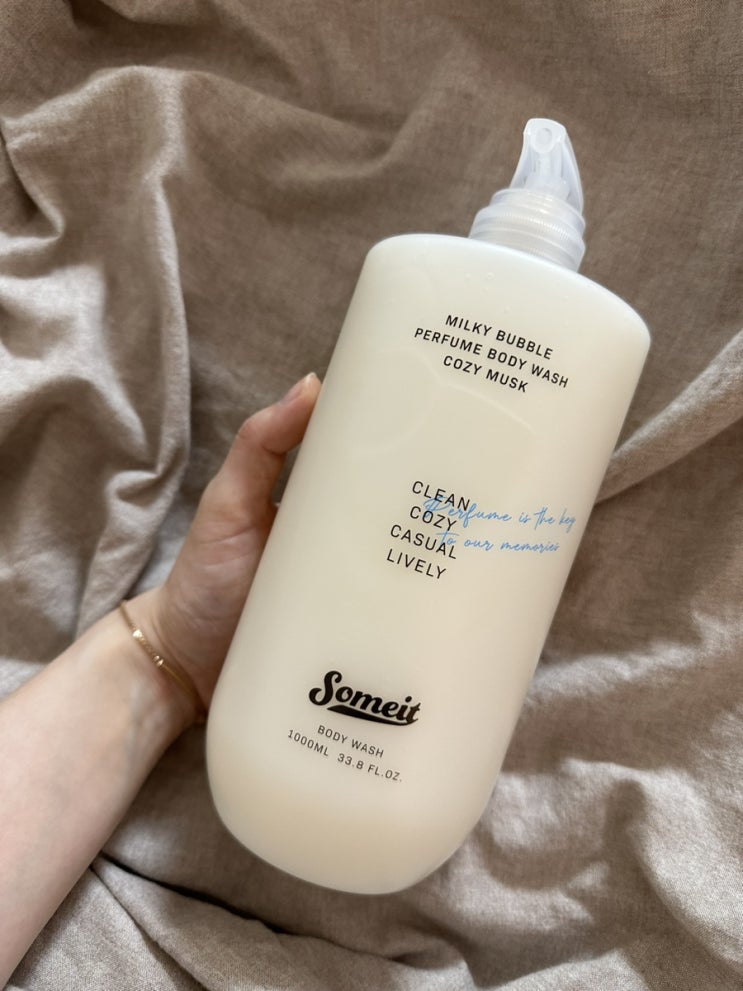 MILKY BUBBLE
PERFUME BODY WASH
COZY MUSK
CLEAN
COZY
CASUAL
LIVELY
Perfume is the key
to our memories
Someit
BODY WASH
1000ML 33.8 FL.OZ.